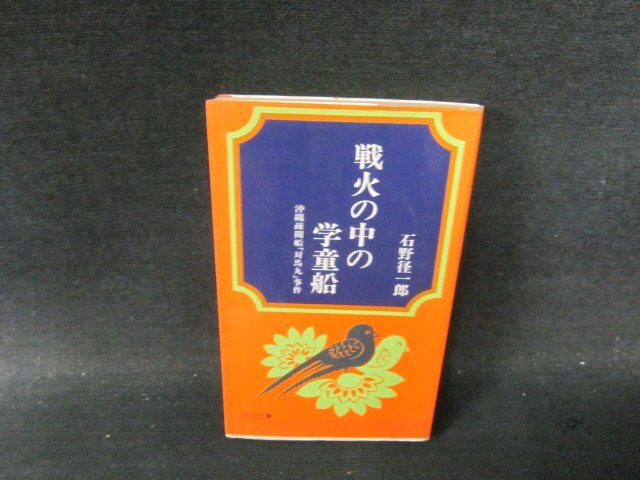 石野径一郎
戦火の中の
学童船
沖縄疎開船『対馬丸』事件